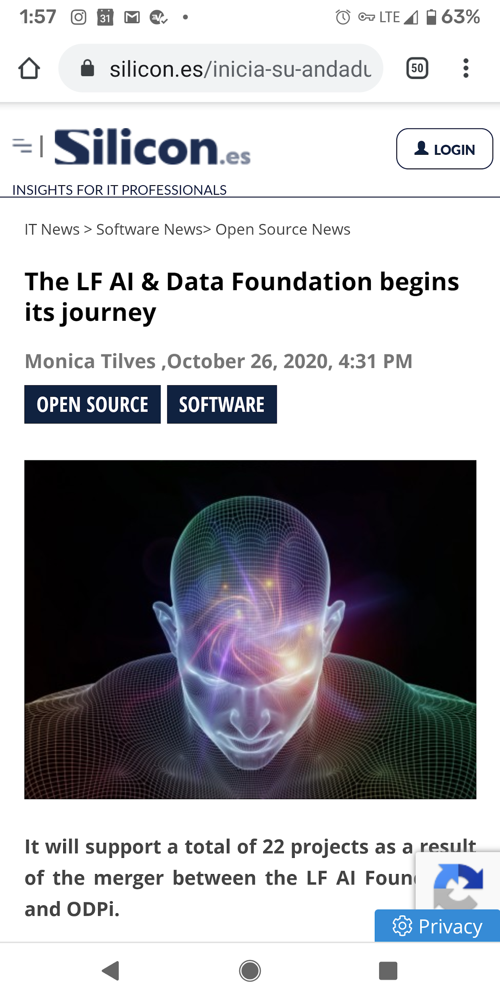 1:57 31 LTE 63%
silicon.es/inicia-su-andadu 50
Silicon.es LOGIN
INSIGHTS FOR IT PROFESSIONALS
IT News > Software News> Open Source News
The LF AI & Data Foundation begins
its journey
Monica Tilves ,October 26, 2020, 4:31 PM
OPEN SOURCE SOFTWARE
It will support a total of 22 projects as a result
of the merger between the LF AI Foun
and ODPi.
Privacy